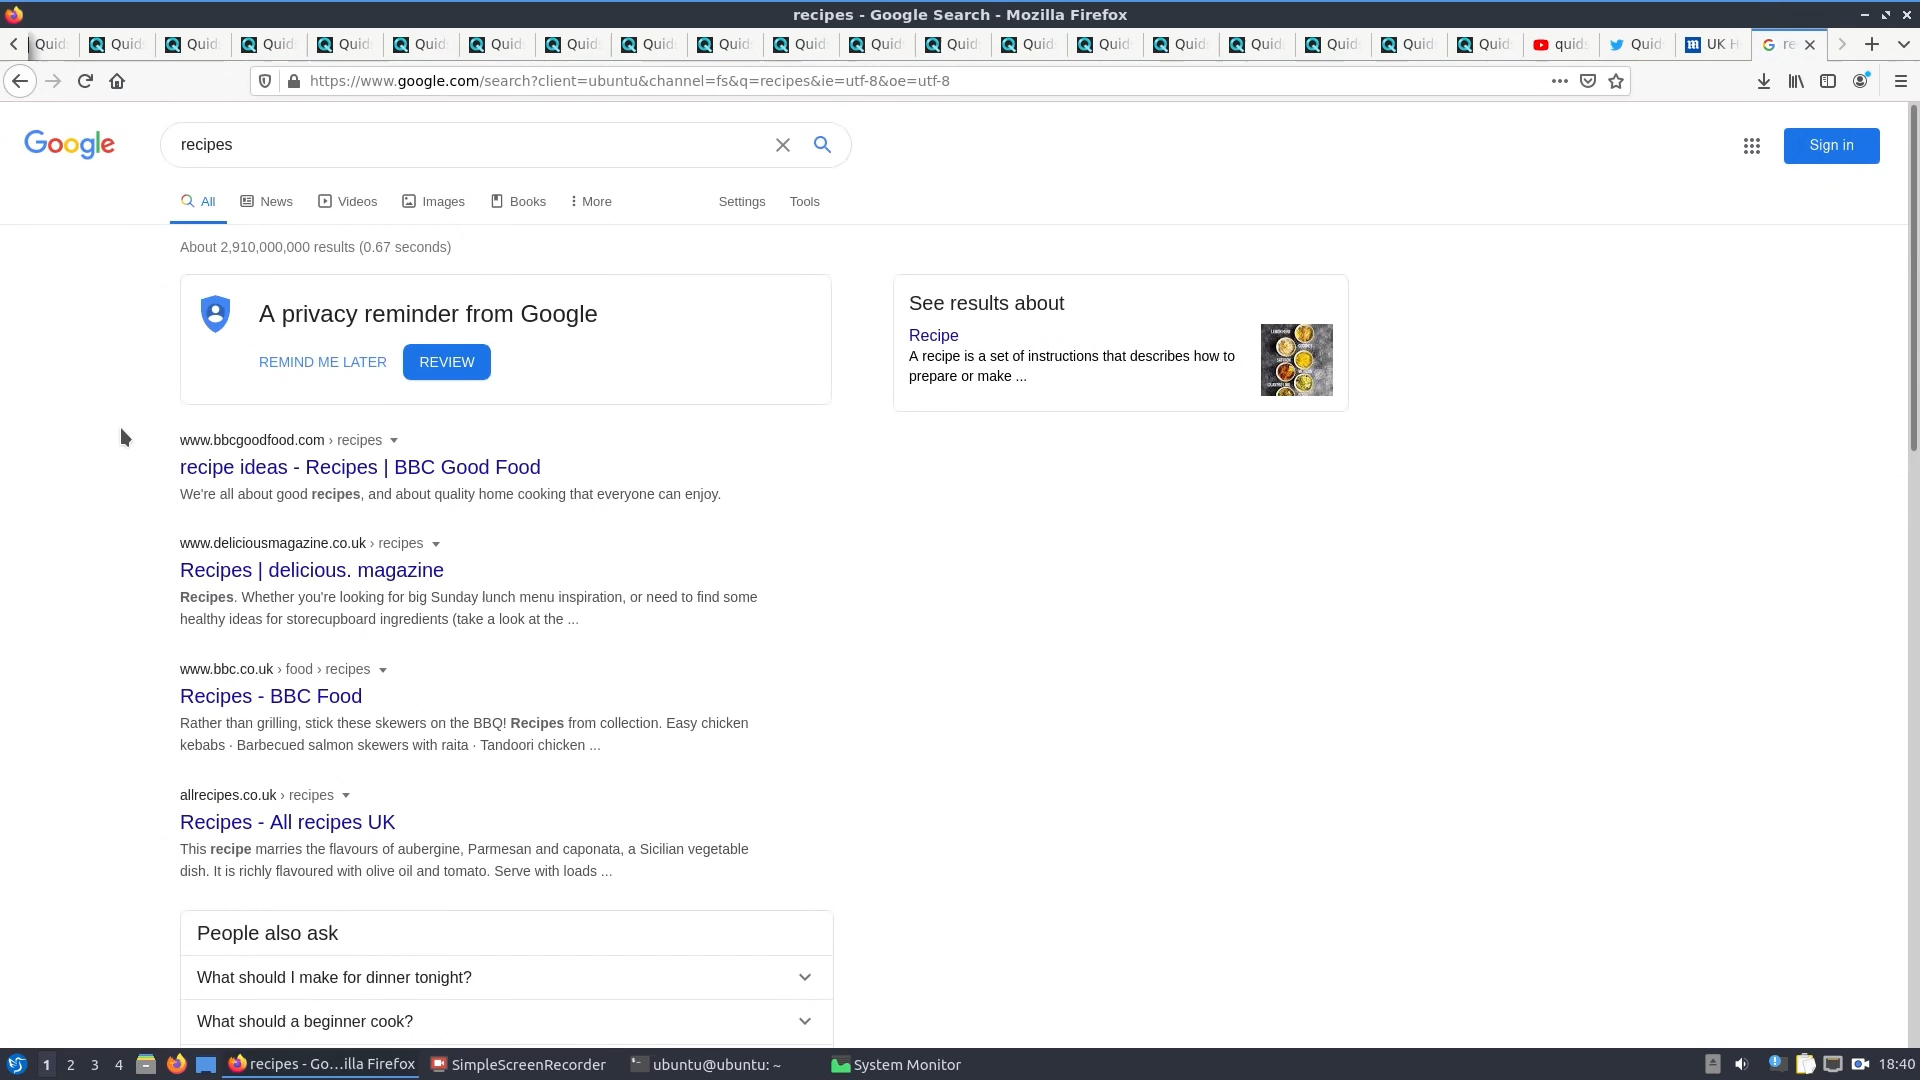 recipes - Google Search - Mozilla Firefox
Quid Quid Quid Quid Quid Quid Quid Quid Quid Quid Quid Quid Quid Quid Quid Quid Quid Quid Quid Quid quid Quid UK H re
https://www.google.com/search?client=ubuntu&channel=fs&q=recipes&ie=utf-8&oe=utf-8
Google
recipes
Sign in
All News Videos Images Books More Settings Tools
About 2,910,000,000 results (0.67 seconds)
A privacy reminder from Google
REMIND ME LATER REVIEW
See results about
Recipe
A recipe is a set of instructions that describes how to
prepare or make ...
www.bbcgoodfood.com › recipes
recipe ideas - Recipes | BBC Good Food
We're all about good recipes, and about quality home cooking that everyone can enjoy.
www.deliciousmagazine.co.uk › recipes
Recipes | delicious. magazine
Recipes. Whether you're looking for big Sunday lunch menu inspiration, or need to find some
healthy ideas for storecupboard ingredients (take a look at the ...
www.bbc.co.uk › food › recipes
Recipes - BBC Food
Rather than grilling, stick these skewers on the BBQ! Recipes from collection. Easy chicken
kebabs · Barbecued salmon skewers with raita · Tandoori chicken ...
allrecipes.co.uk › recipes
Recipes - All recipes UK
This recipe marries the flavours of aubergine, Parmesan and caponata, a Sicilian vegetable
dish. It is richly flavoured with olive oil and tomato. Serve with loads ...
People also ask
What should I make for dinner tonight?
What should a beginner cook?
1 2 3 4 recipes - Go...illa Firefox SimpleScreenRecorder ubuntu@ubuntu: ~ System Monitor 18:40